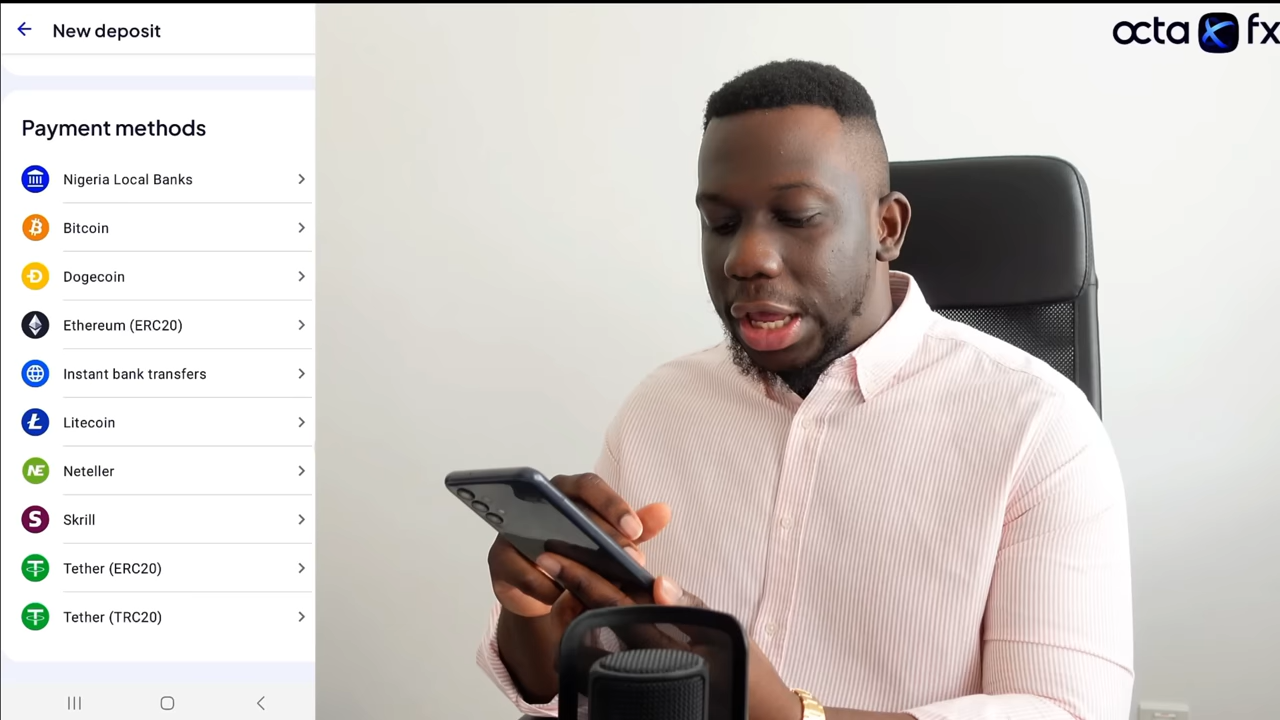 New deposit
octa fx
Payment methods
Nigeria Local Banks
Bitcoin
Dogecoin
Ethereum (ERC20)
Instant bank transfers
Litecoin
NE Neteller
S Skrill
Tether (ERC20)
Tether (TRC20)